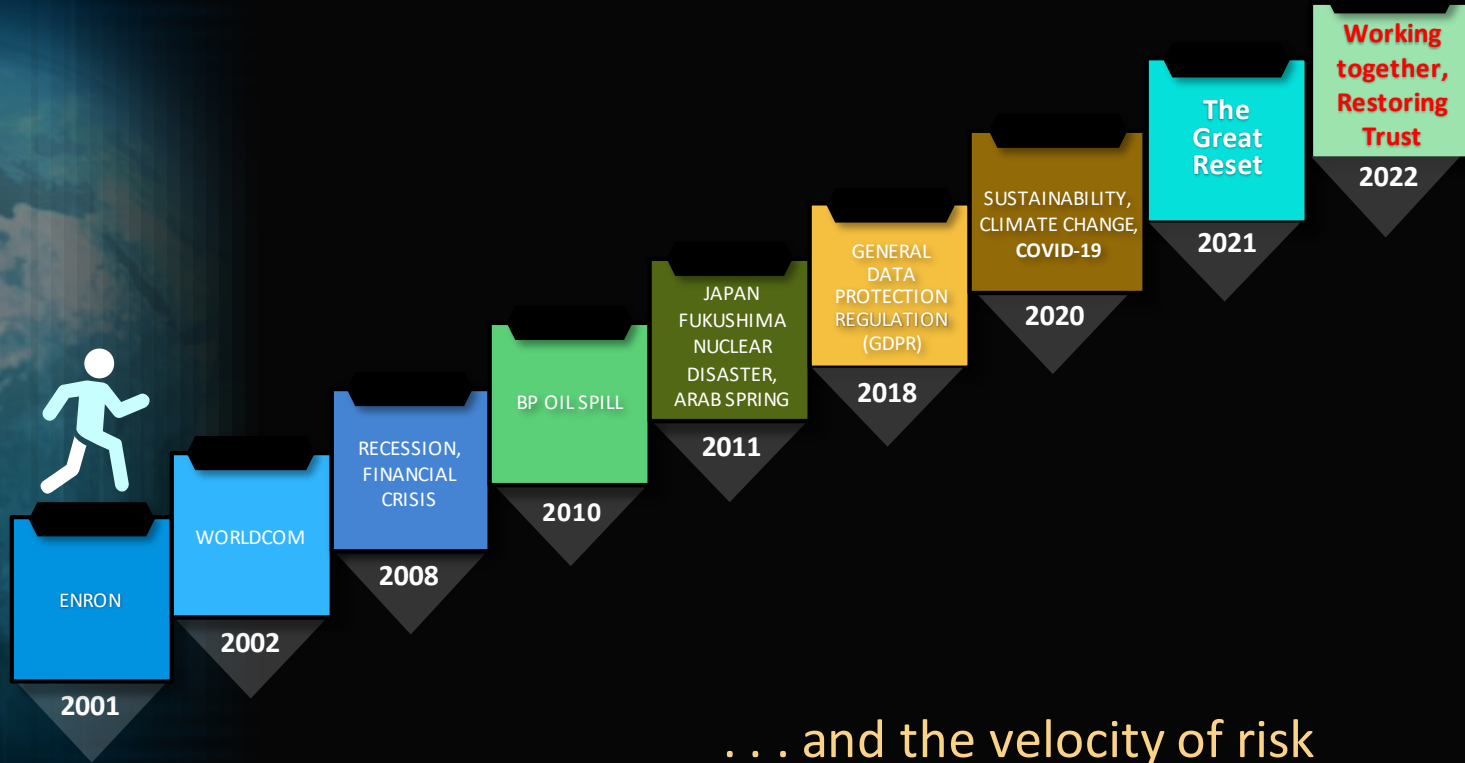 ENRON
2001
WORLDCOM
2002
RECESSION,
FINANCIAL
CRISIS
2008
BP OIL SPILL
2010
JAPAN
FUKUSHIMA
NUCLEAR
DISASTER,
ARAB SPRING
2011
GENERAL
DATA
PROTECTION
REGULATION
(GDPR)
2018
SUSTAINABILITY,
CLIMATE CHANGE,
COVID-19
2020
The
Great
Reset
2021
Working
together,
Restoring
Trust
2022
. . . and the velocity of risk